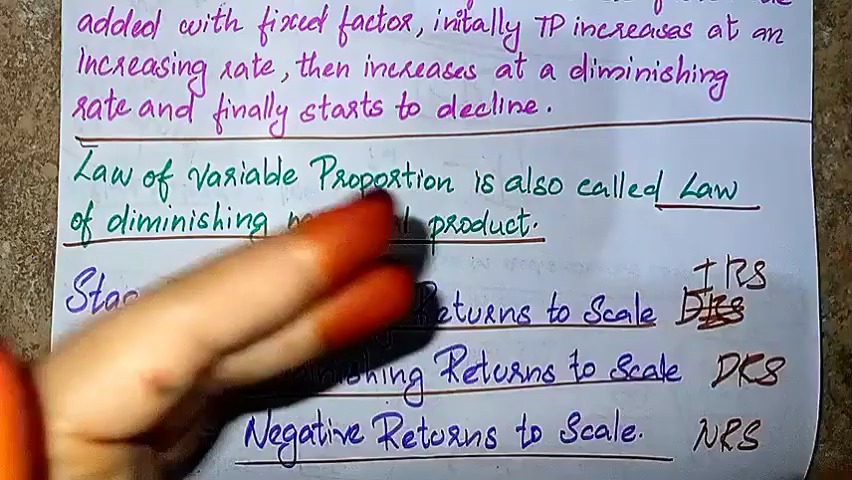 added with fixed factor, initally TP increases at an
increasing rate, then increases at a diminishing
rate and finally starts to decline.
Law of variable Proportion is also called Law
of diminishing product.
IRS
Returns to Scale DRS
Returns to Scale DRS
Negative Returns to Scale. NRS